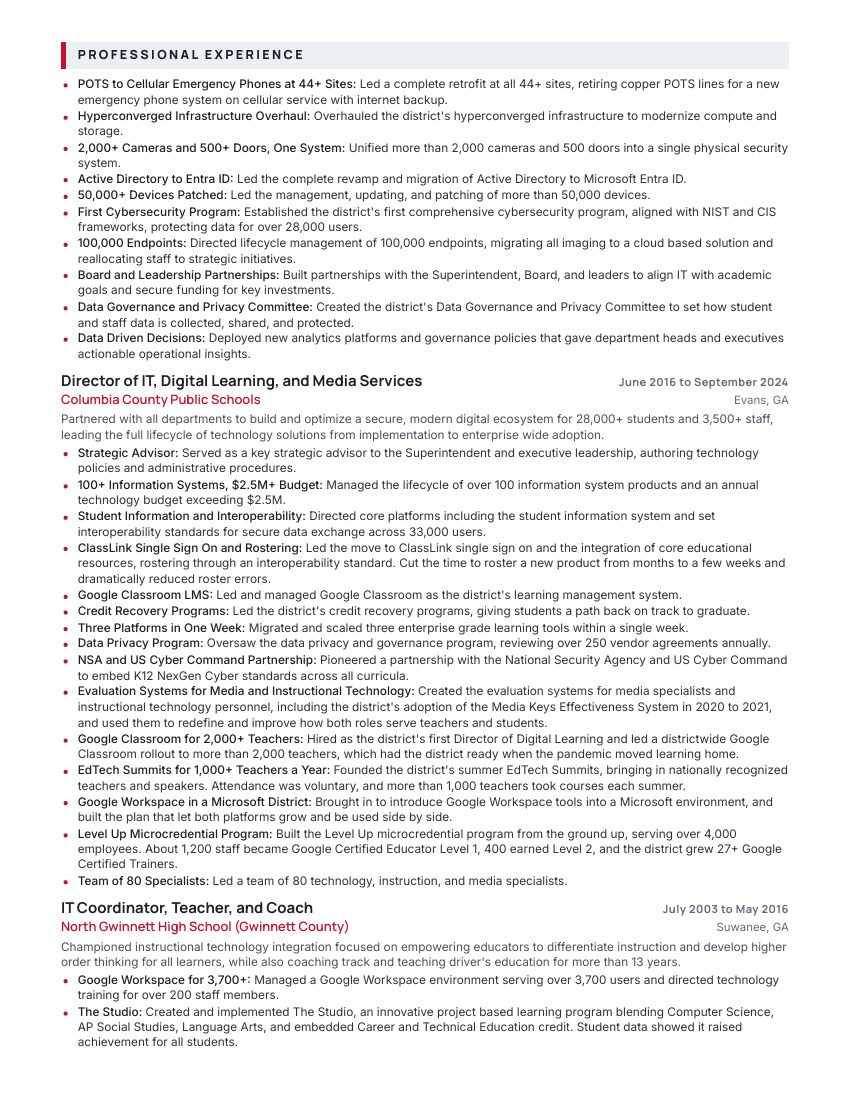 PROFESSIONAL EXPERIENCE
• POTS to Cellular Emergency Phones at 44+ Sites: Led a complete retrofit at all 44+ sites, retiring copper POTS lines for a new
emergency phone system on cellular service with internet backup.
• Hyperconverged Infrastructure Overhaul: Overhauled the district's hyperconverged infrastructure to modernize compute and
storage.
• 2,000+ Cameras and 500+ Doors, One System: Unified more than 2,000 cameras and 500 doors into a single physical security
system.
• Active Directory to Entra ID: Led the complete revamp and migration of Active Directory to Microsoft Entra ID.
• 50,000+ Devices Patched: Led the management, updating, and patching of more than 50,000 devices.
• First Cybersecurity Program: Established the district's first comprehensive cybersecurity program, aligned with NIST and CIS
frameworks, protecting data for over 28,000 users.
• 100,000 Endpoints: Directed lifecycle management of 100,000 endpoints, migrating all imaging to a cloud based solution and
reallocating staff to strategic initiatives.
• Board and Leadership Partnerships: Built partnerships with the Superintendent, Board, and leaders to align IT with academic
goals and secure funding for key investments.
• Data Governance and Privacy Committee: Created the district's Data Governance and Privacy Committee to set how student
and staff data is collected, shared, and protected.
• Data Driven Decisions: Deployed new analytics platforms and governance policies that gave department heads and executives
actionable operational insights.
Director of IT, Digital Learning, and Media Services June 2016 to September 2024
Columbia County Public Schools Evans, GA
Partnered with all departments to build and optimize a secure, modern digital ecosystem for 28,000+ students and 3,500+ staff,
leading the full lifecycle of technology solutions from implementation to enterprise wide adoption.
• Strategic Advisor: Served as a key strategic advisor to the Superintendent and executive leadership, authoring technology
policies and administrative procedures.
• 100+ Information Systems, $2.5M+ Budget: Managed the lifecycle of over 100 information system products and an annual
technology budget exceeding $2.5M.
• Student Information and Interoperability: Directed core platforms including the student information system and set
interoperability standards for secure data exchange across 33,000 users.
• ClassLink Single Sign On and Rostering: Led the move to ClassLink single sign on and the integration of core educational
resources, rostering through an interoperability standard. Cut the time to roster a new product from months to a few weeks and
dramatically reduced roster errors.
• Google Classroom LMS: Led and managed Google Classroom as the district's learning management system.
• Credit Recovery Programs: Led the district's credit recovery programs, giving students a path back on track to graduate.
• Three Platforms in One Week: Migrated and scaled three enterprise grade learning tools within a single week.
• Data Privacy Program: Oversaw the data privacy and governance program, reviewing over 250 vendor agreements annually.
• NSA and US Cyber Command Partnership: Pioneered a partnership with the National Security Agency and US Cyber Command
to embed K12 NexGen Cyber standards across all curricula.
• Evaluation Systems for Media and Instructional Technology: Created the evaluation systems for media specialists and
instructional technology personnel, including the district's adoption of the Media Keys Effectiveness System in 2020 to 2021,
and used them to redefine and improve how both roles serve teachers and students.
• Google Classroom for 2,000+ Teachers: Hired as the district's first Director of Digital Learning and led a districtwide Google
Classroom rollout to more than 2,000 teachers, which had the district ready when the pandemic moved learning home.
• EdTech Summits for 1,000+ Teachers a Year: Founded the district's summer EdTech Summits, bringing in nationally recognized
teachers and speakers. Attendance was voluntary, and more than 1,000 teachers took courses each summer.
• Google Workspace in a Microsoft District: Brought in to introduce Google Workspace tools into a Microsoft environment, and
built the plan that let both platforms grow and be used side by side.
• Level Up Microcredential Program: Built the Level Up microcredential program from the ground up, serving over 4,000
employees. About 1,200 staff became Google Certified Educator Level 1, 400 earned Level 2, and the district grew 27+ Google
Certified Trainers.
• Team of 80 Specialists: Led a team of 80 technology, instruction, and media specialists.
IT Coordinator, Teacher, and Coach July 2003 to May 2016
North Gwinnett High School (Gwinnett County) Suwanee, GA
Championed instructional technology integration focused on empowering educators to differentiate instruction and develop higher
order thinking for all learners, while also coaching track and teaching driver's education for more than 13 years.
• Google Workspace for 3,700+: Managed a Google Workspace environment serving over 3,700 users and directed technology
training for over 200 staff members.
• The Studio: Created and implemented The Studio, an innovative project based learning program blending Computer Science,
AP Social Studies, Language Arts, and embedded Career and Technical Education credit. Student data showed it raised
achievement for all students.